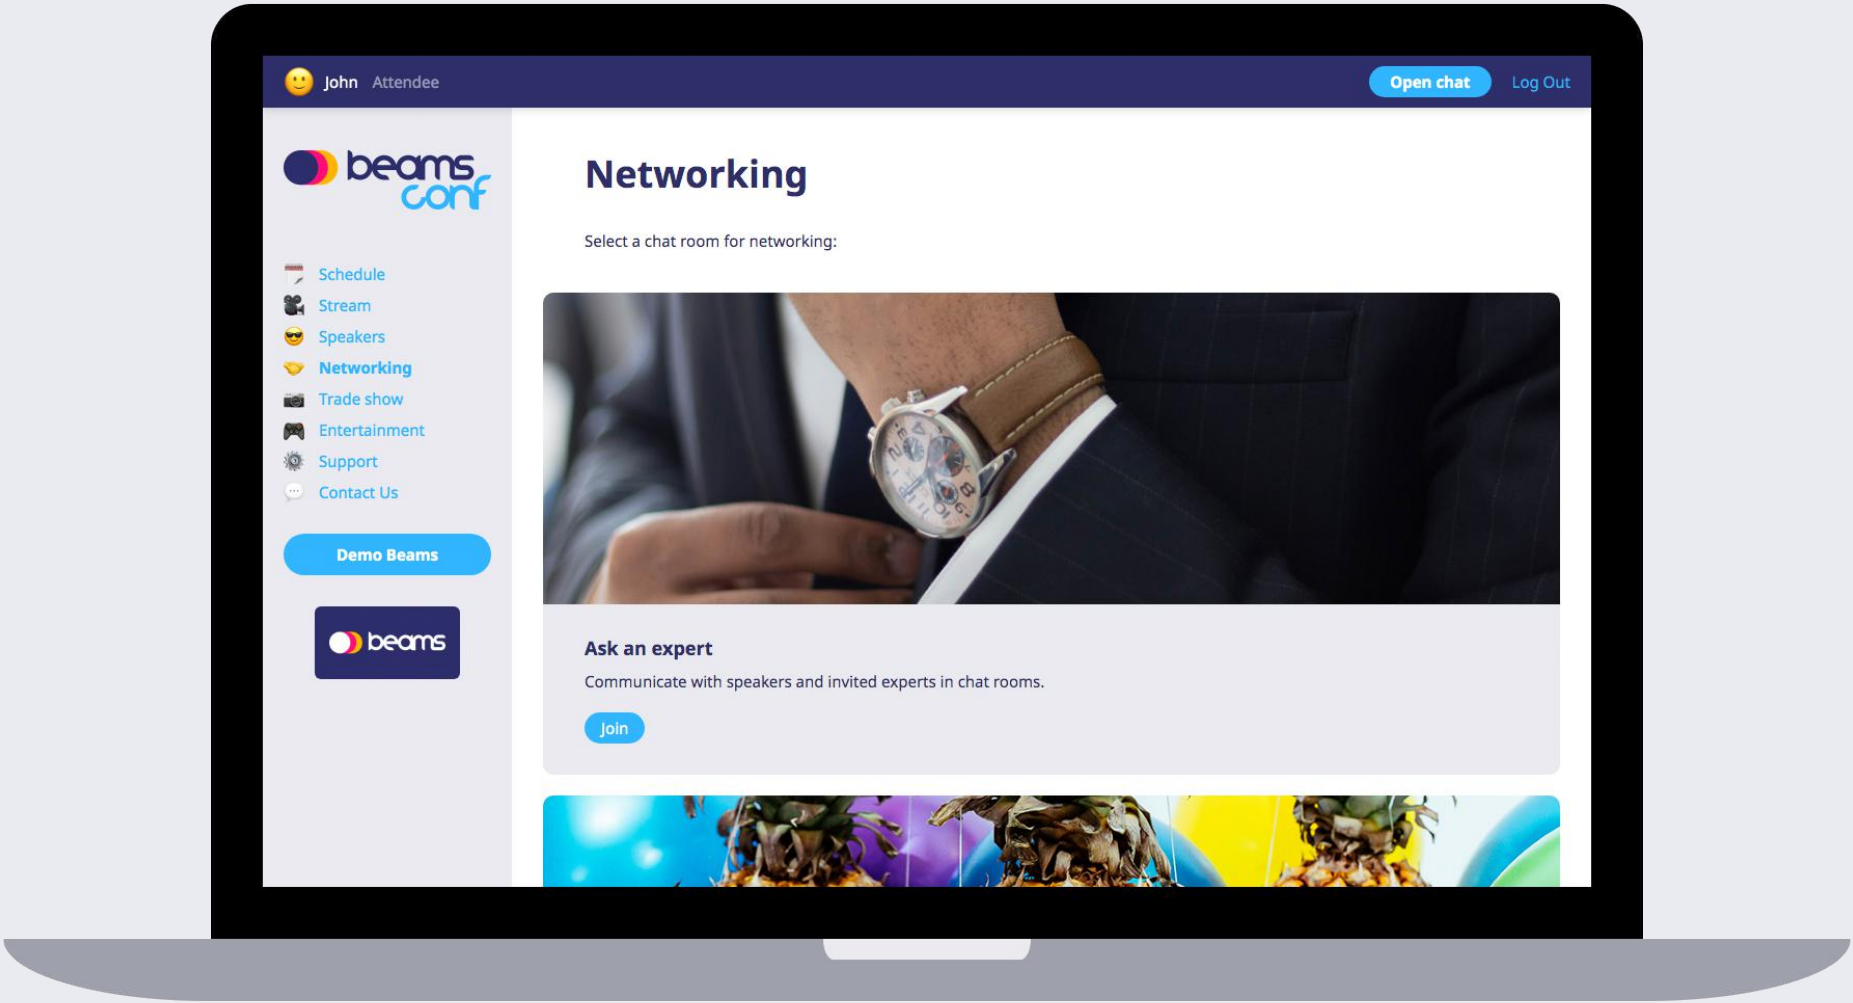 John Attendee
Open chat
Log Out
beams
conf
Schedule
Stream
Speakers
Networking
Trade show
Entertainment
Support
Contact Us
Demo Beams
beams
Networking
Select a chat room for networking:
Ask an expert
Communicate with speakers and invited experts in chat rooms.
Join